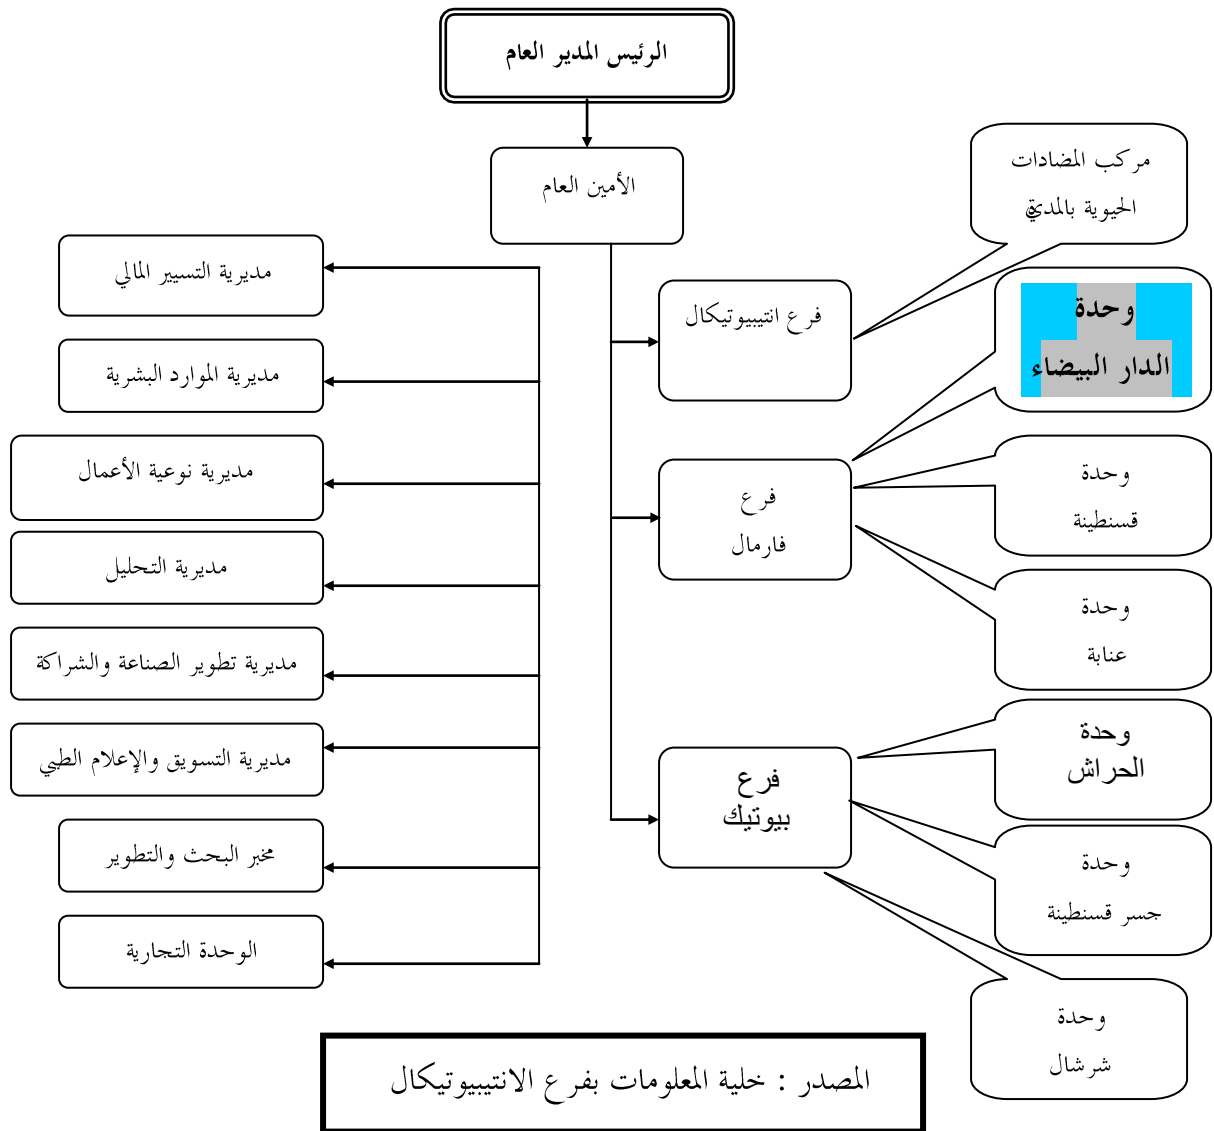 الرئيس المدير العام
الأمين العام
مركب المضادات
الحيوية بالمدية
مديرية التسيير المالي
فرع انتيبيوتيكال
وحدة
الدار البيضاء
مديرية الموارد البشرية
مديرية نوعية الأعمال
فرع
فارمال
وحدة
قسنطينة
مديرية التحليل
وحدة
عنابة
مديرية تطوير الصناعة والشراكة
مديرية التسويق والإعلام الطبي
فرع
بيوتيك
وحدة
الحراش
مخبر البحث والتطوير
وحدة
جسر قسنطينة
الوحدة التجارية
وحدة
شرشال
المصدر : خلية المعلومات بفرع الانتيبيوتيكال